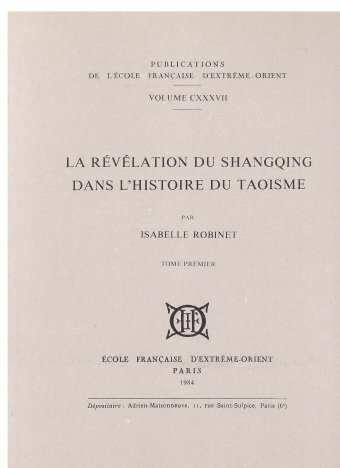 PUBLICATIONS
DE L'ÉCOLE FRANÇAISE D'EXTRÊME-ORIENT
VOLUME CXXXVII
LA RÉVÉLATION DU SHANGQING
DANS L'HISTOIRE DU TAOISME
PAR
ISABELLE ROBINET
TOME PREMIER
ÉCOLE FRANÇAISE D'EXTRÊME-ORIENT
PARIS
1984
Dépositaire : Adrien-Maisonneuve, 11, rue Saint-Sulpice, Paris (6e)